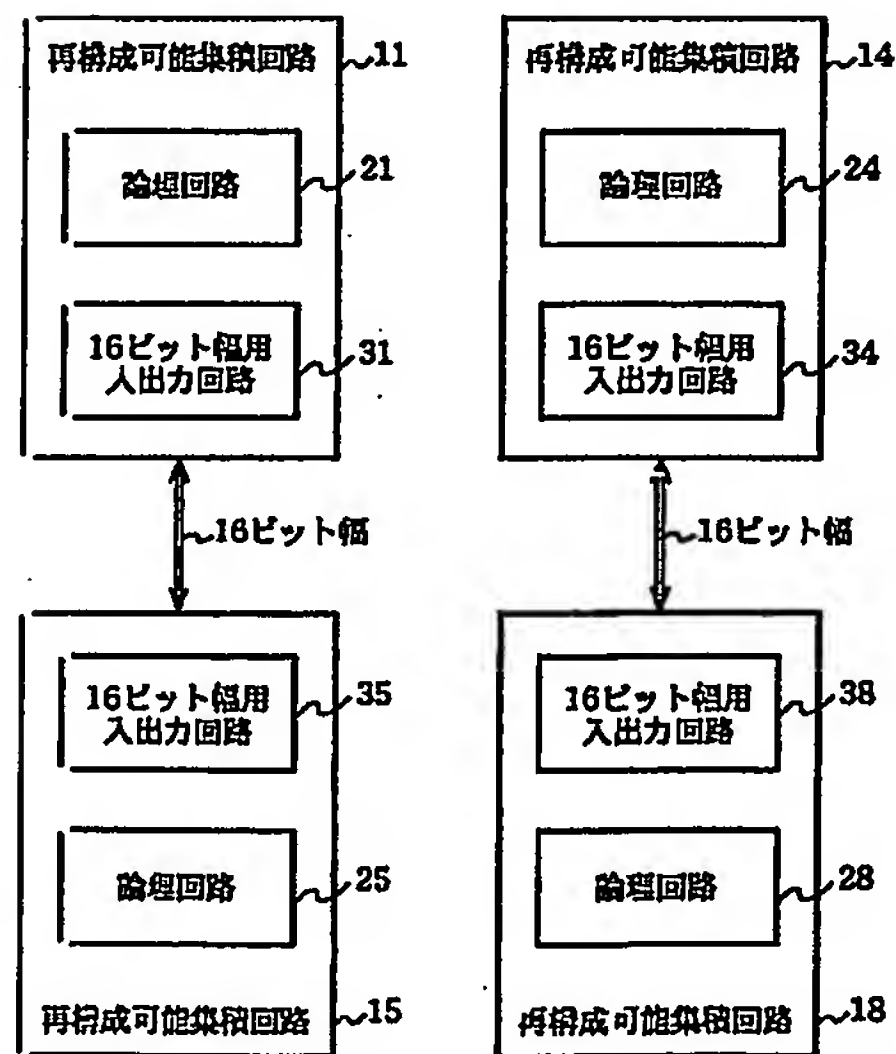 再構成可能集積回路 11
論理回路 21
16ビット幅用
入出力回路 31
16ビット幅
16ビット幅用
入出力回路 35
論理回路 25
再構成可能集積回路 15
再構成可能集積回路 14
論理回路 24
16ビット幅用
入出力回路 34
16ビット幅
16ビット幅用
入出力回路 38
論理回路 28
再構成可能集積回路 18